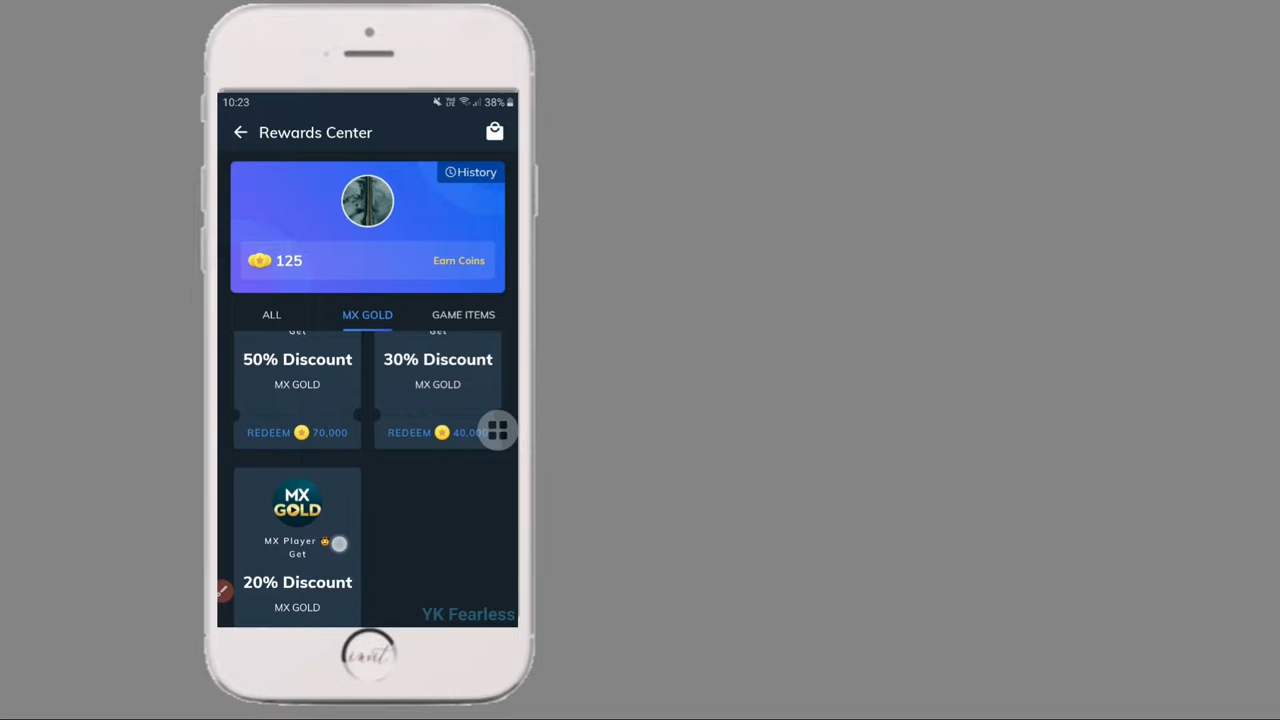 10:23
38%
Rewards Center
History
125
Earn Coins
ALL
MX GOLD
GAME ITEMS
Get
Get
50% Discount
30% Discount
MX GOLD
MX GOLD
REDEEM 70,000
REDEEM 40,000
MX
GOLD
MX Player
Get
20% Discount
MX GOLD
YK Fearless